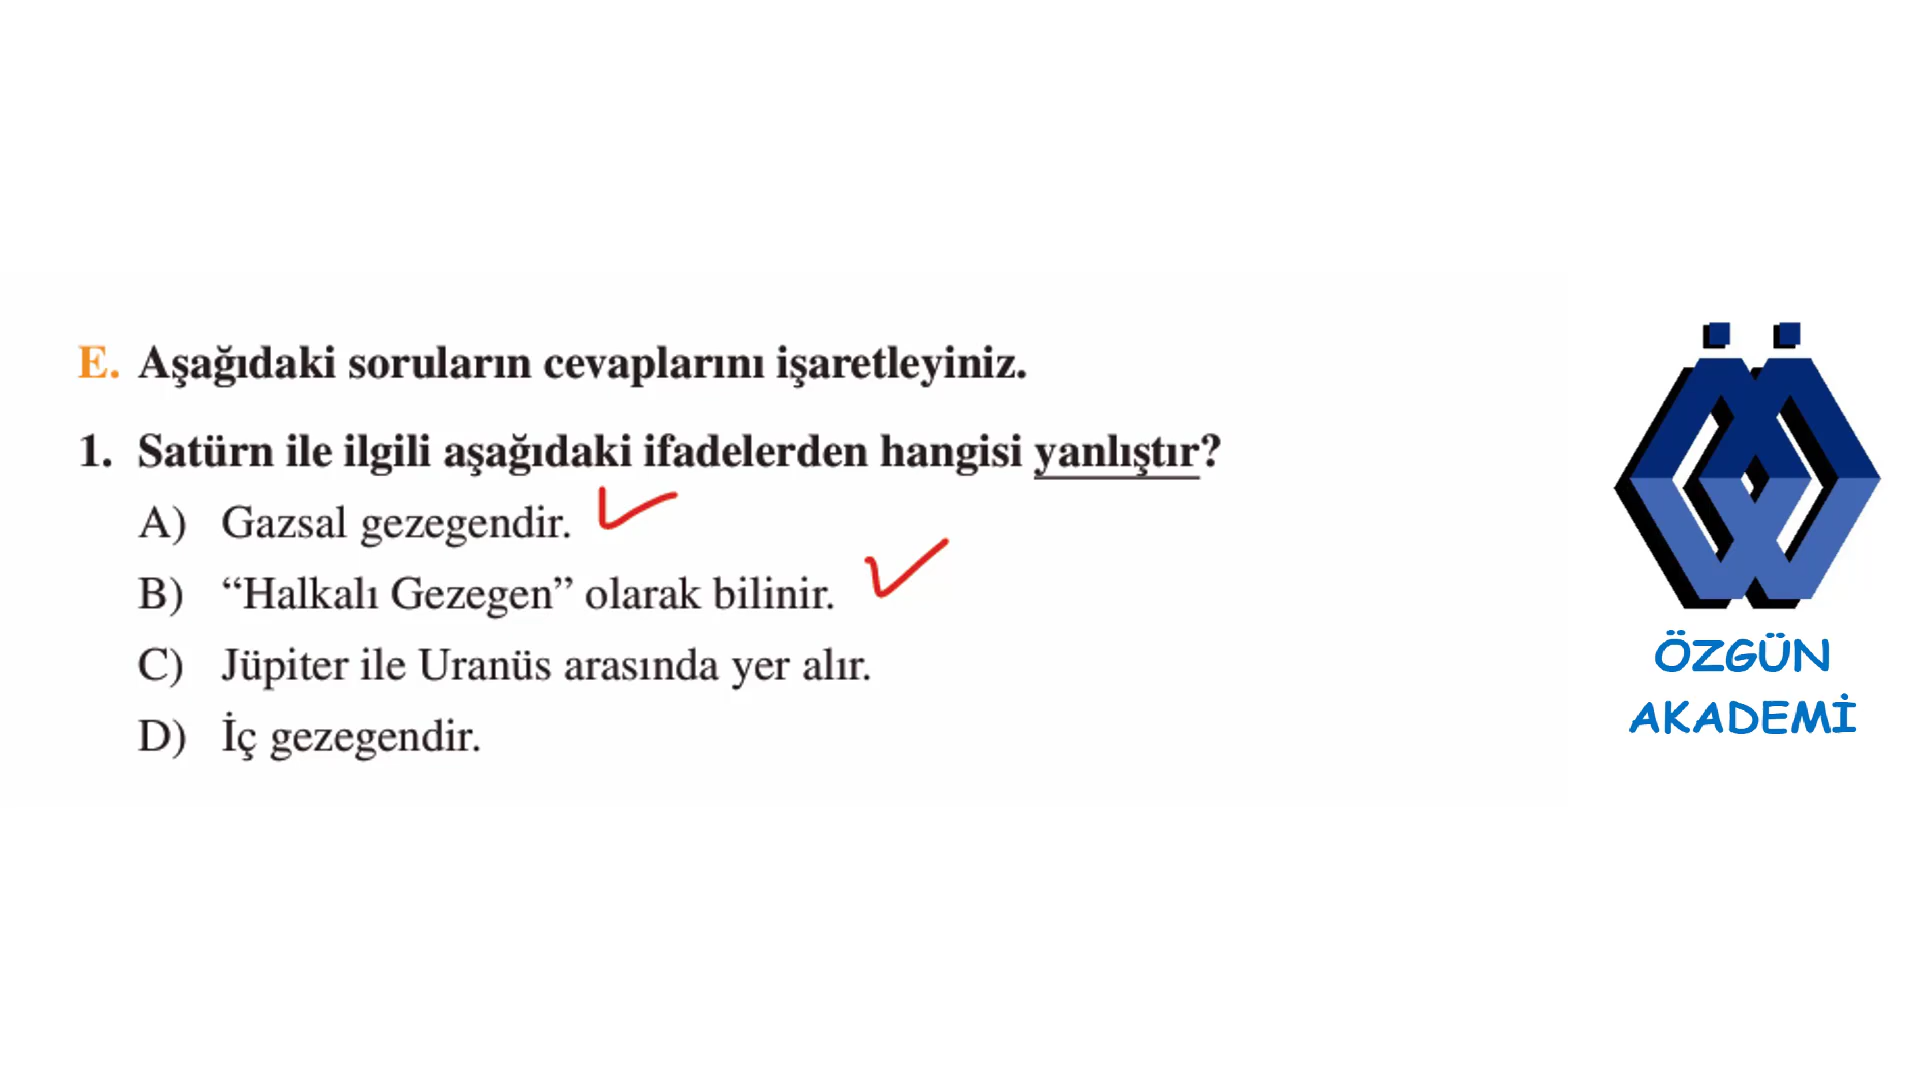 E. Aşağıdaki soruların cevaplarını işaretleyiniz.
1. Satürn ile ilgili aşağıdaki ifadelerden hangisi yanlıştır?
A) Gazsal gezegendir.
B) “Halkalı Gezegen” olarak bilinir.
C) Jüpiter ile Uranüs arasında yer alır.
D) İç gezegendir.
ÖZGÜN
AKADEMİ